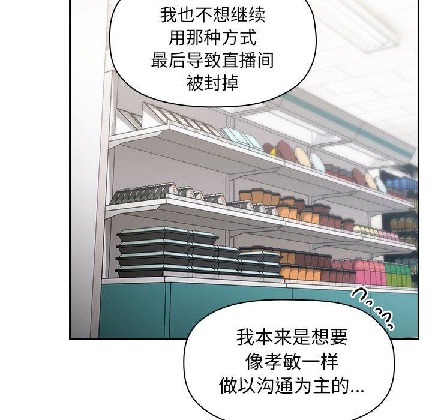 我也不想继续
用那种方式
最后导致直播间
被封掉
我本来是想要
像孝敏一样
做以沟通为主的...